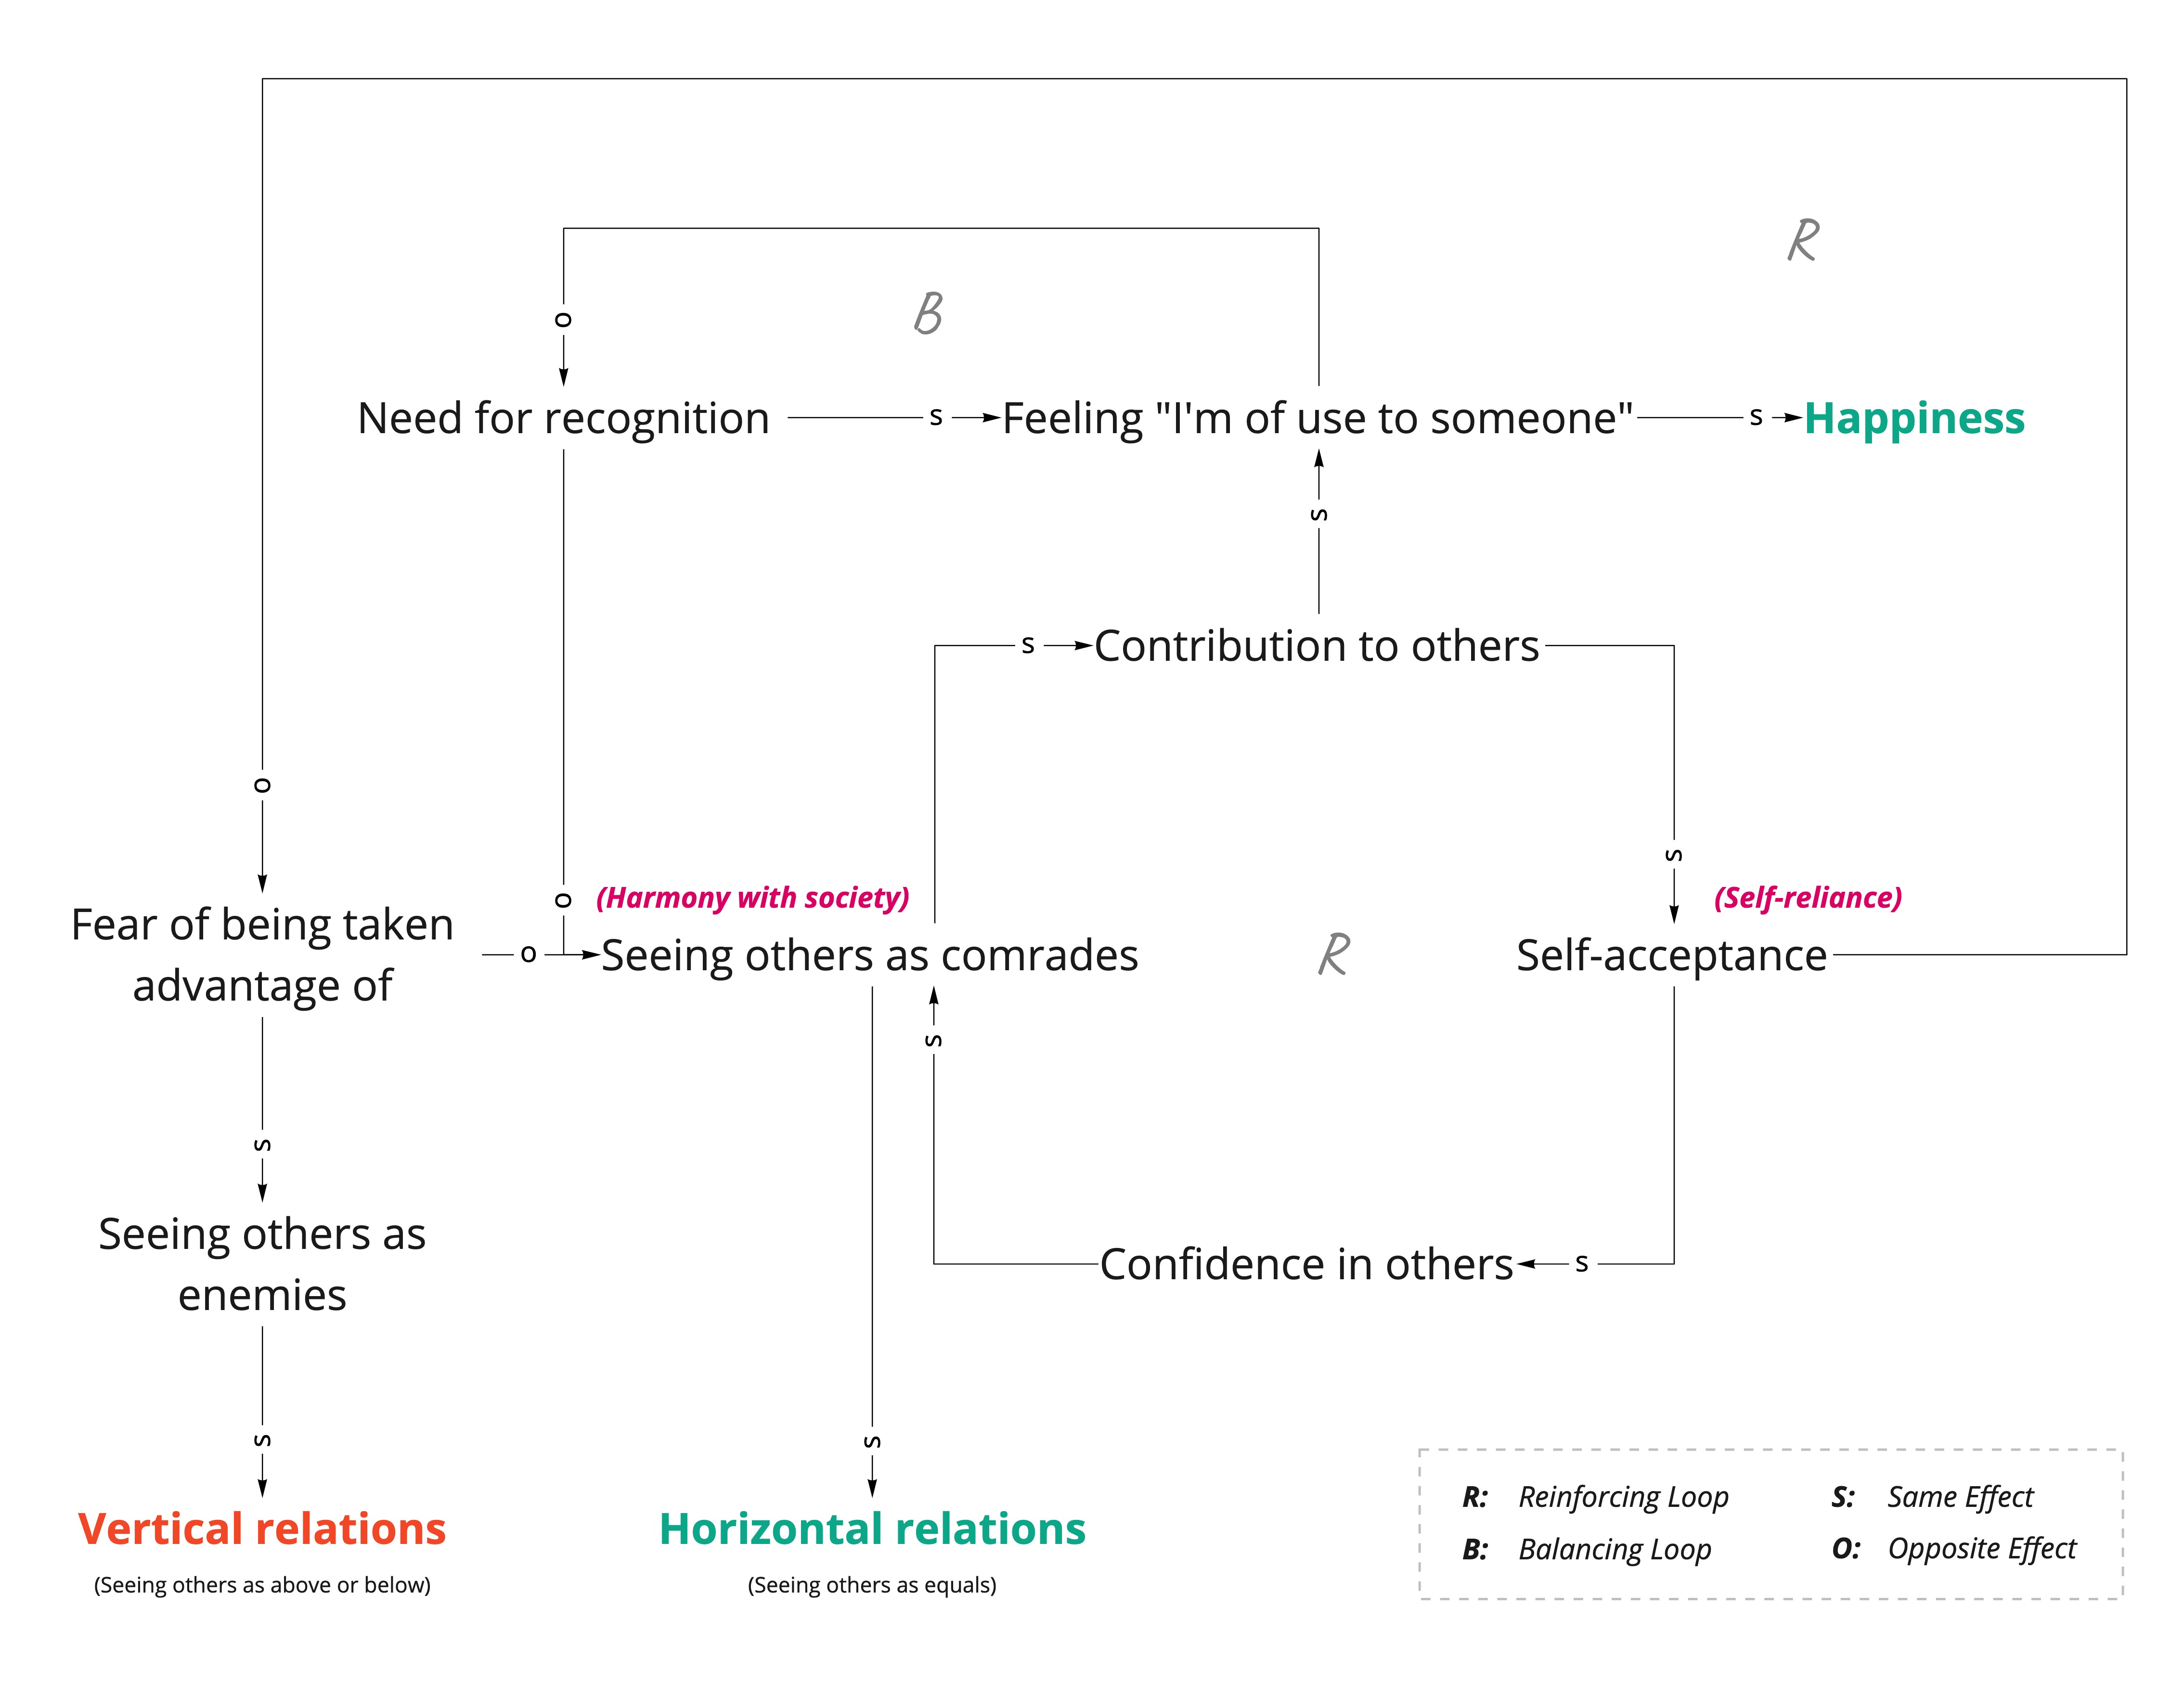 R
B
o
Need for recognition
s
Feeling "I'm of use to someone"
s
Happiness
s
s
Contribution to others
o
s
o
(Harmony with society)
(Self-reliance)
Fear of being taken
advantage of
o
Seeing others as comrades
R
Self-acceptance
s
s
Seeing others as
enemies
Confidence in others
s
s
s
Vertical relations
(Seeing others as above or below)
Horizontal relations
(Seeing others as equals)
R: Reinforcing Loop
S: Same Effect
B: Balancing Loop
O: Opposite Effect